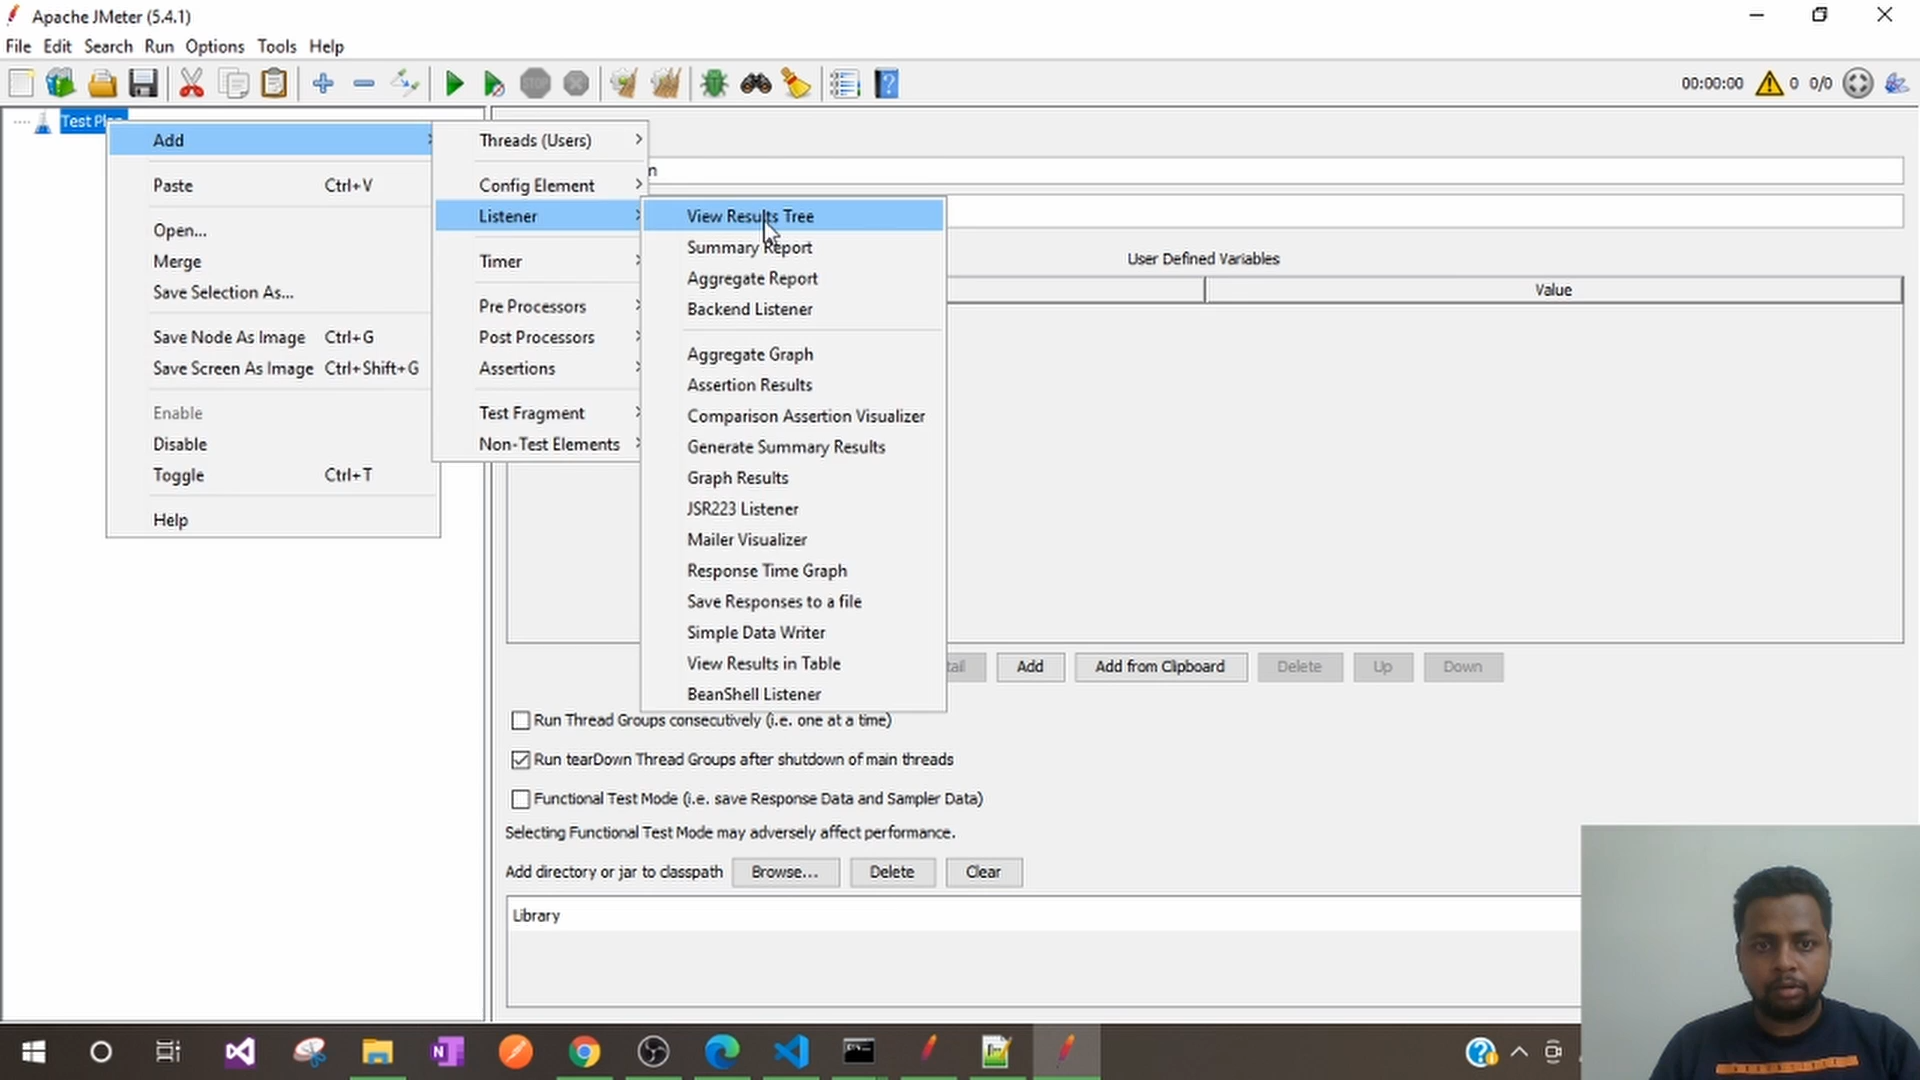 Apache JMeter (5.4.1)
File Edit Search Run Options Tools Help
STOP
00:00:00 0 0/0
Test Plan
Add
Paste Ctrl+V
Open...
Merge
Save Selection As...
Save Node As Image Ctrl+G
Save Screen As Image Ctrl+Shift+G
Enable
Disable
Toggle Ctrl+T
Help
Threads (Users)
Config Element
Listener
Timer
Pre Processors
Post Processors
Assertions
Test Fragment
Non-Test Elements
View Results Tree
Summary Report
Aggregate Report
Backend Listener
Aggregate Graph
Assertion Results
Comparison Assertion Visualizer
Generate Summary Results
Graph Results
JSR223 Listener
Mailer Visualizer
Response Time Graph
Save Responses to a file
Simple Data Writer
View Results in Table
BeanShell Listener
User Defined Variables
Value
Add Add from Clipboard Delete Up Down
Run Thread Groups consecutively (i.e. one at a time)
Run tearDown Thread Groups after shutdown of main threads
Functional Test Mode (i.e. save Response Data and Sampler Data)
Selecting Functional Test Mode may adversely affect performance.
Add directory or jar to classpath Browse... Delete Clear
Library